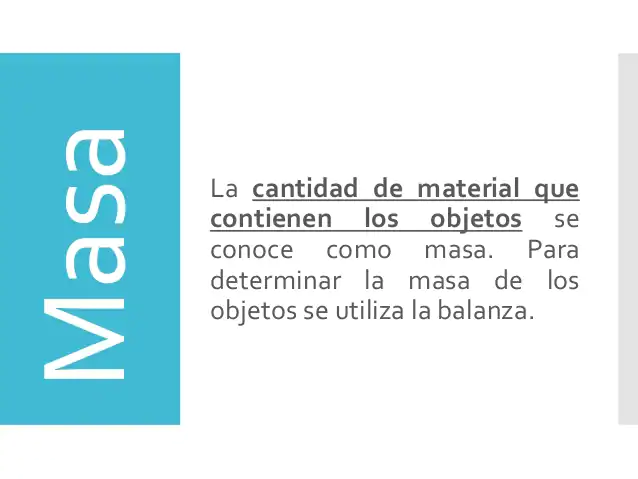 Masa
La cantidad de material que
contienen los objetos se
conoce como masa. Para
determinar la masa de los
objetos se utiliza la balanza.